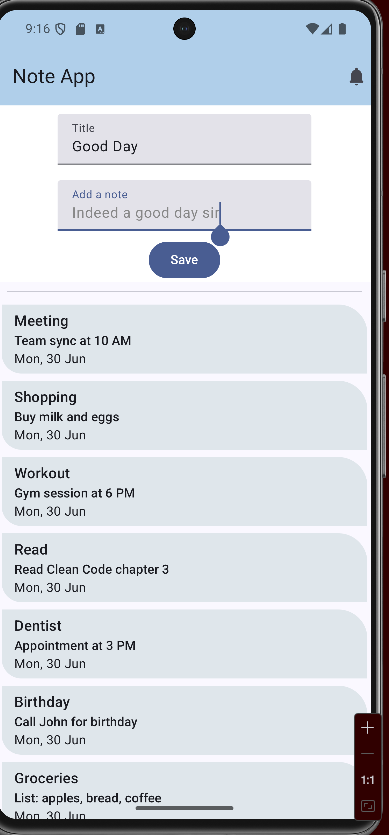 9:16
Note App
Title
Good Day
Add a note
Indeed a good day sir
Save
Meeting
Team sync at 10 AM
Mon, 30 Jun
Shopping
Buy milk and eggs
Mon, 30 Jun
Workout
Gym session at 6 PM
Mon, 30 Jun
Read
Read Clean Code chapter 3
Mon, 30 Jun
Dentist
Appointment at 3 PM
Mon, 30 Jun
Birthday
Call John for birthday
Mon, 30 Jun
Groceries
List: apples, bread, coffee
Mon, 30 Jun
1:1